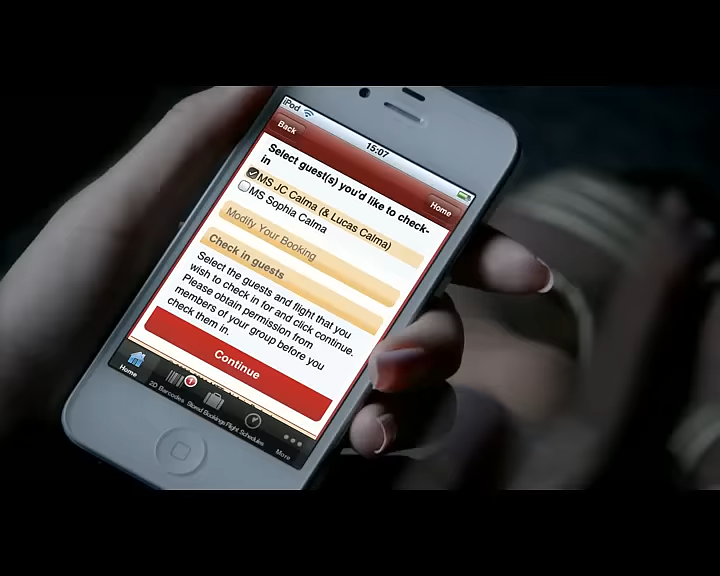 iPod
15:07
Back
Home
Select guest(s) you'd like to check-
in
MS JC Calma (& Lucas Calma)
MS Sophia Calma
Modify Your Booking
Check in guests
Select the guests and flight that you
wish to check in for and click continue.
Please obtain permission from
members of your group before you
check them in.
Continue
Home
2D Barcodes
1
Stored Bookings
Flight Schedules
More